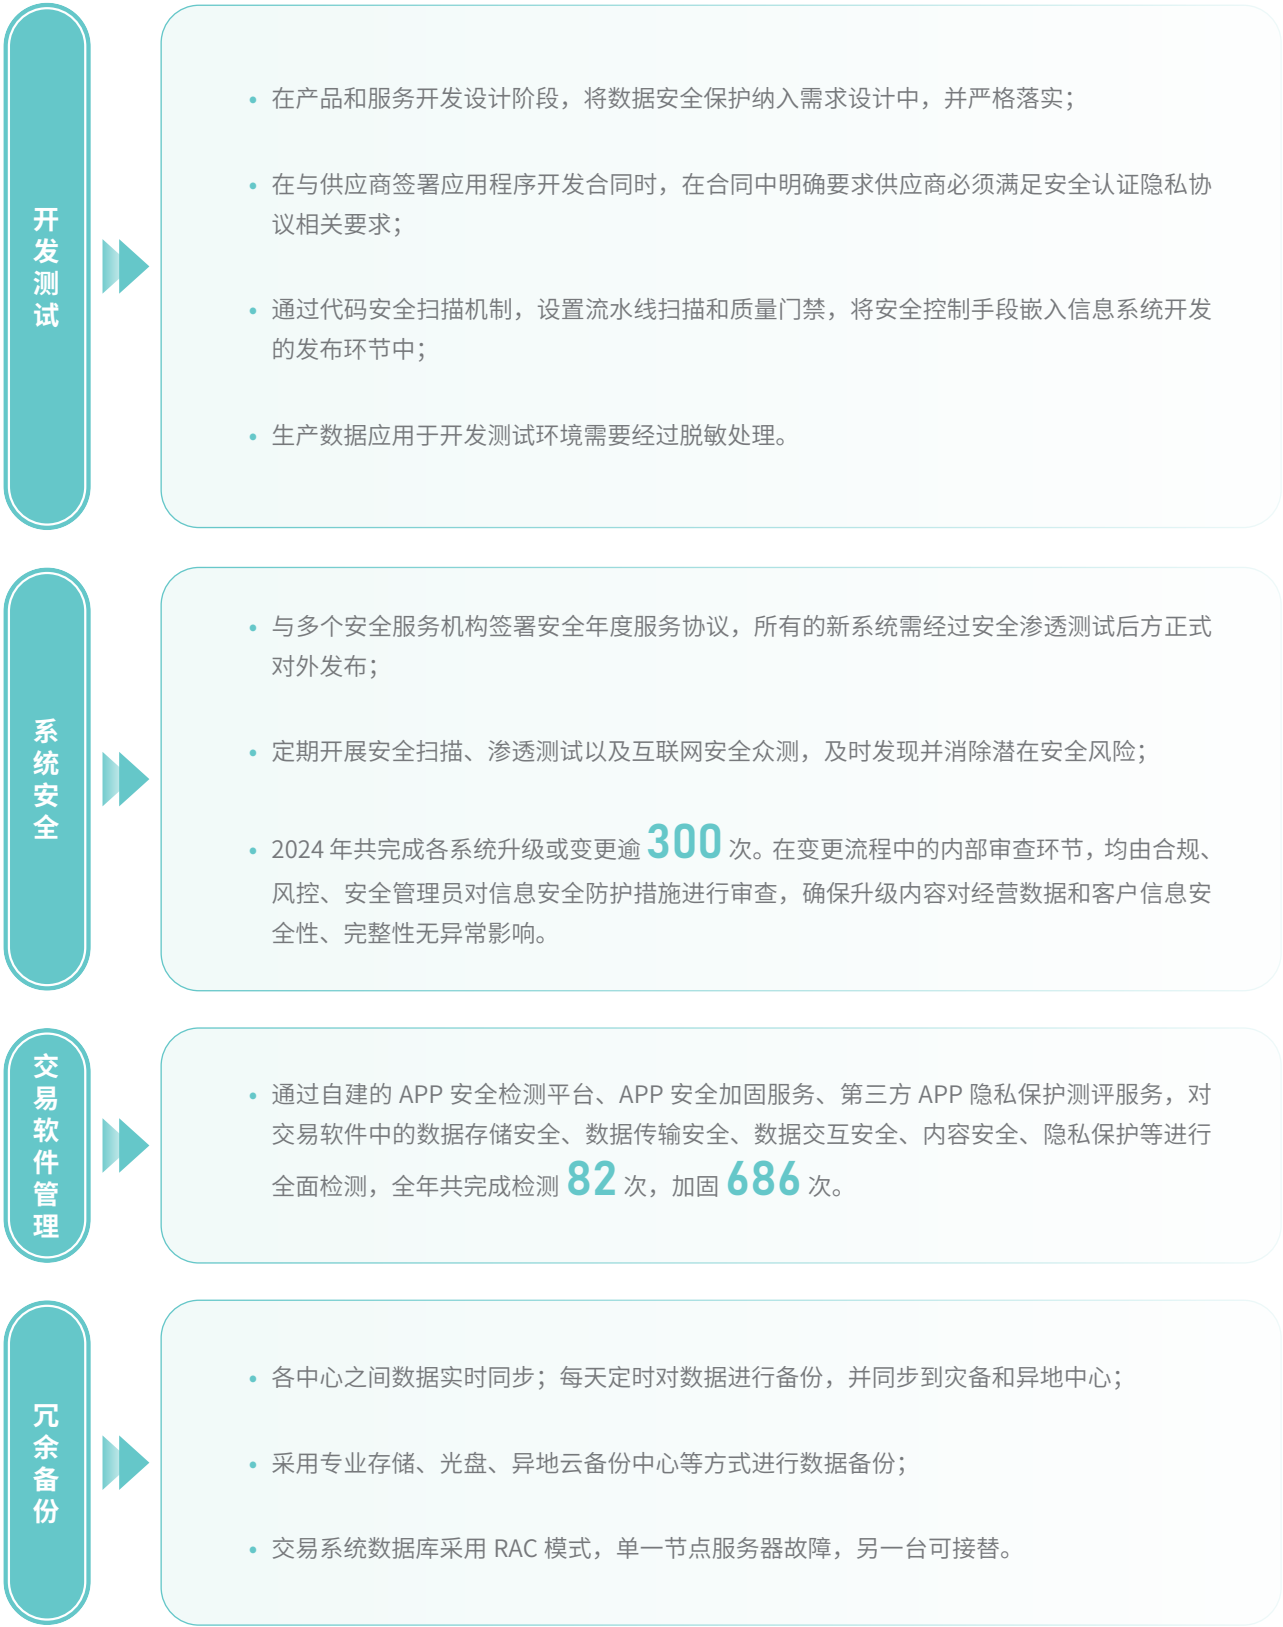 开发测试
• 在产品和服务开发设计阶段，将数据安全保护纳入需求设计中，并严格落实；
• 在与供应商签署应用程序开发合同时，在合同中明确要求供应商必须满足安全认证隐私协
议相关要求；
• 通过代码安全扫描机制，设置流水线扫描和质量门禁，将安全控制手段嵌入信息系统开发
的发布环节中；
• 生产数据应用于开发测试环境需要经过脱敏处理。
系统安全
• 与多个安全服务机构签署安全年度服务协议，所有的新系统需经过安全渗透测试后方正式
对外发布；
• 定期开展安全扫描、渗透测试以及互联网安全众测，及时发现并消除潜在安全风险；
• 2024 年共完成各系统升级或变更逾 300 次。在变更流程中的内部审查环节，均由合规、
风控、安全管理员对信息安全防护措施进行审查，确保升级内容对经营数据和客户信息安
全性、完整性无异常影响。
交易软件管理
• 通过自建的 APP 安全检测平台、APP 安全加固服务、第三方 APP 隐私保护测评服务，对
交易软件中的数据存储安全、数据传输安全、数据交互安全、内容安全、隐私保护等进行
全面检测，全年共完成检测 82 次，加固 686 次。
冗余备份
• 各中心之间数据实时同步；每天定时对数据进行备份，并同步到灾备和异地中心；
• 采用专业存储、光盘、异地云备份中心等方式进行数据备份；
• 交易系统数据库采用 RAC 模式，单一节点服务器故障，另一台可接替。